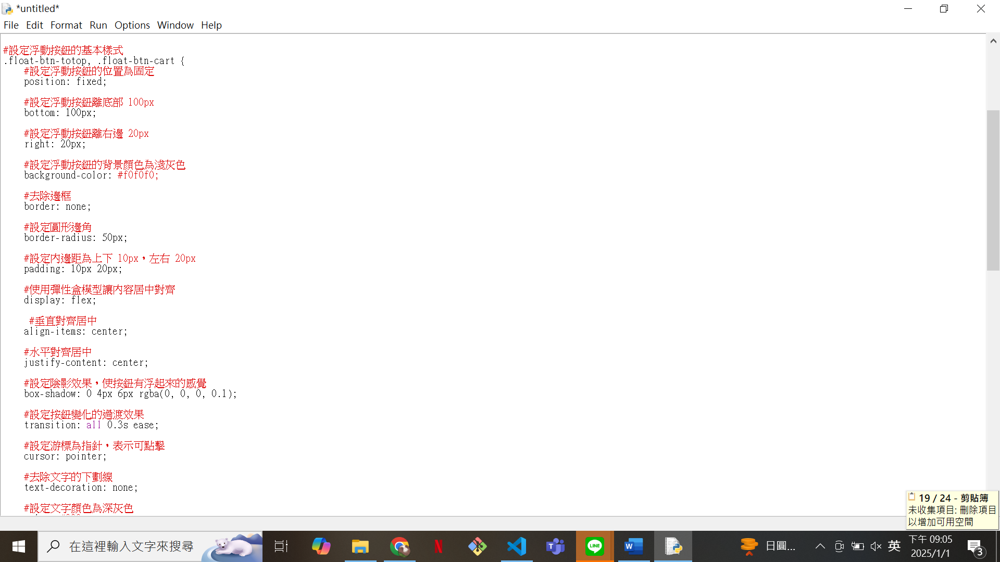 *untitled*
File Edit Format Run Options Window Help
#設定浮動按鈕的基本樣式
.float-btn-totop, .float-btn-cart {
    #設定浮動按鈕的位置為固定
    position: fixed;
    #設定浮動按鈕離底部 100px
    bottom: 100px;
    #設定浮動按鈕離右邊 20px
    right: 20px;
    #設定浮動按鈕的背景顏色為淺灰色
    background-color: #f0f0f0;
    #去除邊框
    border: none;
    #設定圓形邊角
    border-radius: 50px;
    #設定內邊距為上下 10px，左右 20px
    padding: 10px 20px;
    #使用彈性盒模型讓內容居中對齊
    display: flex;
     #垂直對齊居中
    align-items: center;
    #水平對齊居中
    justify-content: center;
    #設定陰影效果，使按鈕有浮起來的感覺
    box-shadow: 0 4px 6px rgba(0, 0, 0, 0.1);
    #設定按鈕變化的過渡效果
    transition: all 0.3s ease;
    #設定游標為指針，表示可點擊
    cursor: pointer;
    #去除文字的下劃線
    text-decoration: none;
    #設定文字顏色為深灰色
19 / 24 - 剪貼簿
未收集項目: 刪除項目
以增加可用空間
在這裡輸入文字來搜尋
N
T
LINE
W
日圓...
英
下午 09:05
2025/1/1
3